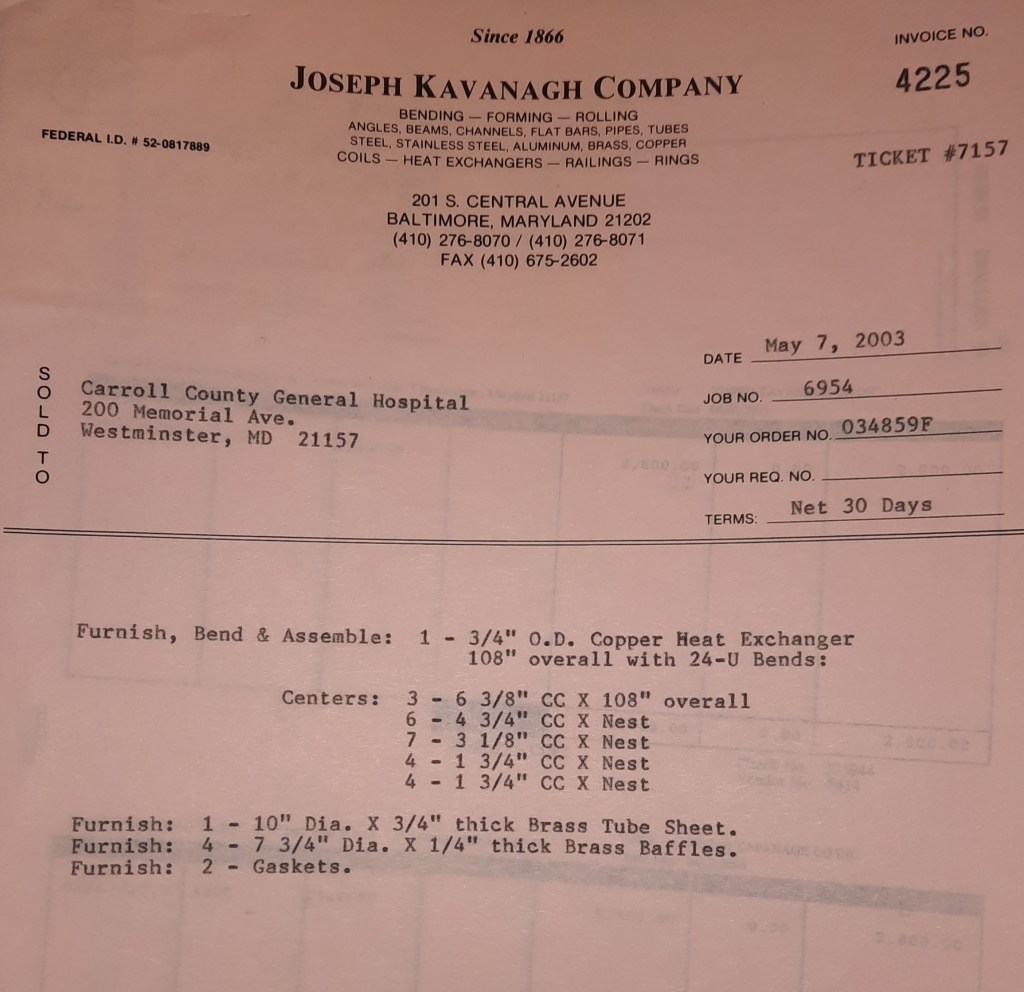 Since 1866
INVOICE NO.
JOSEPH KAVANAGH COMPANY
4225
BENDING — FORMING — ROLLING
ANGLES, BEAMS, CHANNELS, FLAT BARS, PIPES, TUBES
STEEL, STAINLESS STEEL, ALUMINUM, BRASS, COPPER
COILS — HEAT EXCHANGERS — RAILINGS — RINGS
FEDERAL I.D. # 52-0817889
TICKET #7157
201 S. CENTRAL AVENUE
BALTIMORE, MARYLAND 21202
(410) 276-8070 / (410) 276-8071
FAX (410) 675-2602
DATE May 7, 2003
JOB NO. 6954
YOUR ORDER NO. 034859F
YOUR REQ. NO.
TERMS: Net 30 Days
SOLD TO
Carroll County General Hospital
200 Memorial Ave.
Westminster, MD 21157
Furnish, Bend & Assemble: 1 - 3/4" O.D. Copper Heat Exchanger
108" overall with 24-U Bends:
Centers: 3 - 6 3/8" CC X 108" overall
6 - 4 3/4" CC X Nest
7 - 3 1/8" CC X Nest
4 - 1 3/4" CC X Nest
4 - 1 3/4" CC X Nest
Furnish: 1 - 10" Dia. X 3/4" thick Brass Tube Sheet.
Furnish: 4 - 7 3/4" Dia. X 1/4" thick Brass Baffles.
Furnish: 2 - Gaskets.